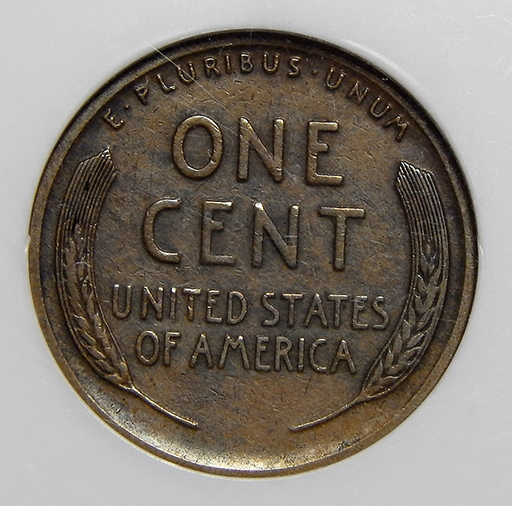 E·PLURIBUS·UNUM
ONE
CENT
UNITED STATES
OF AMERICA